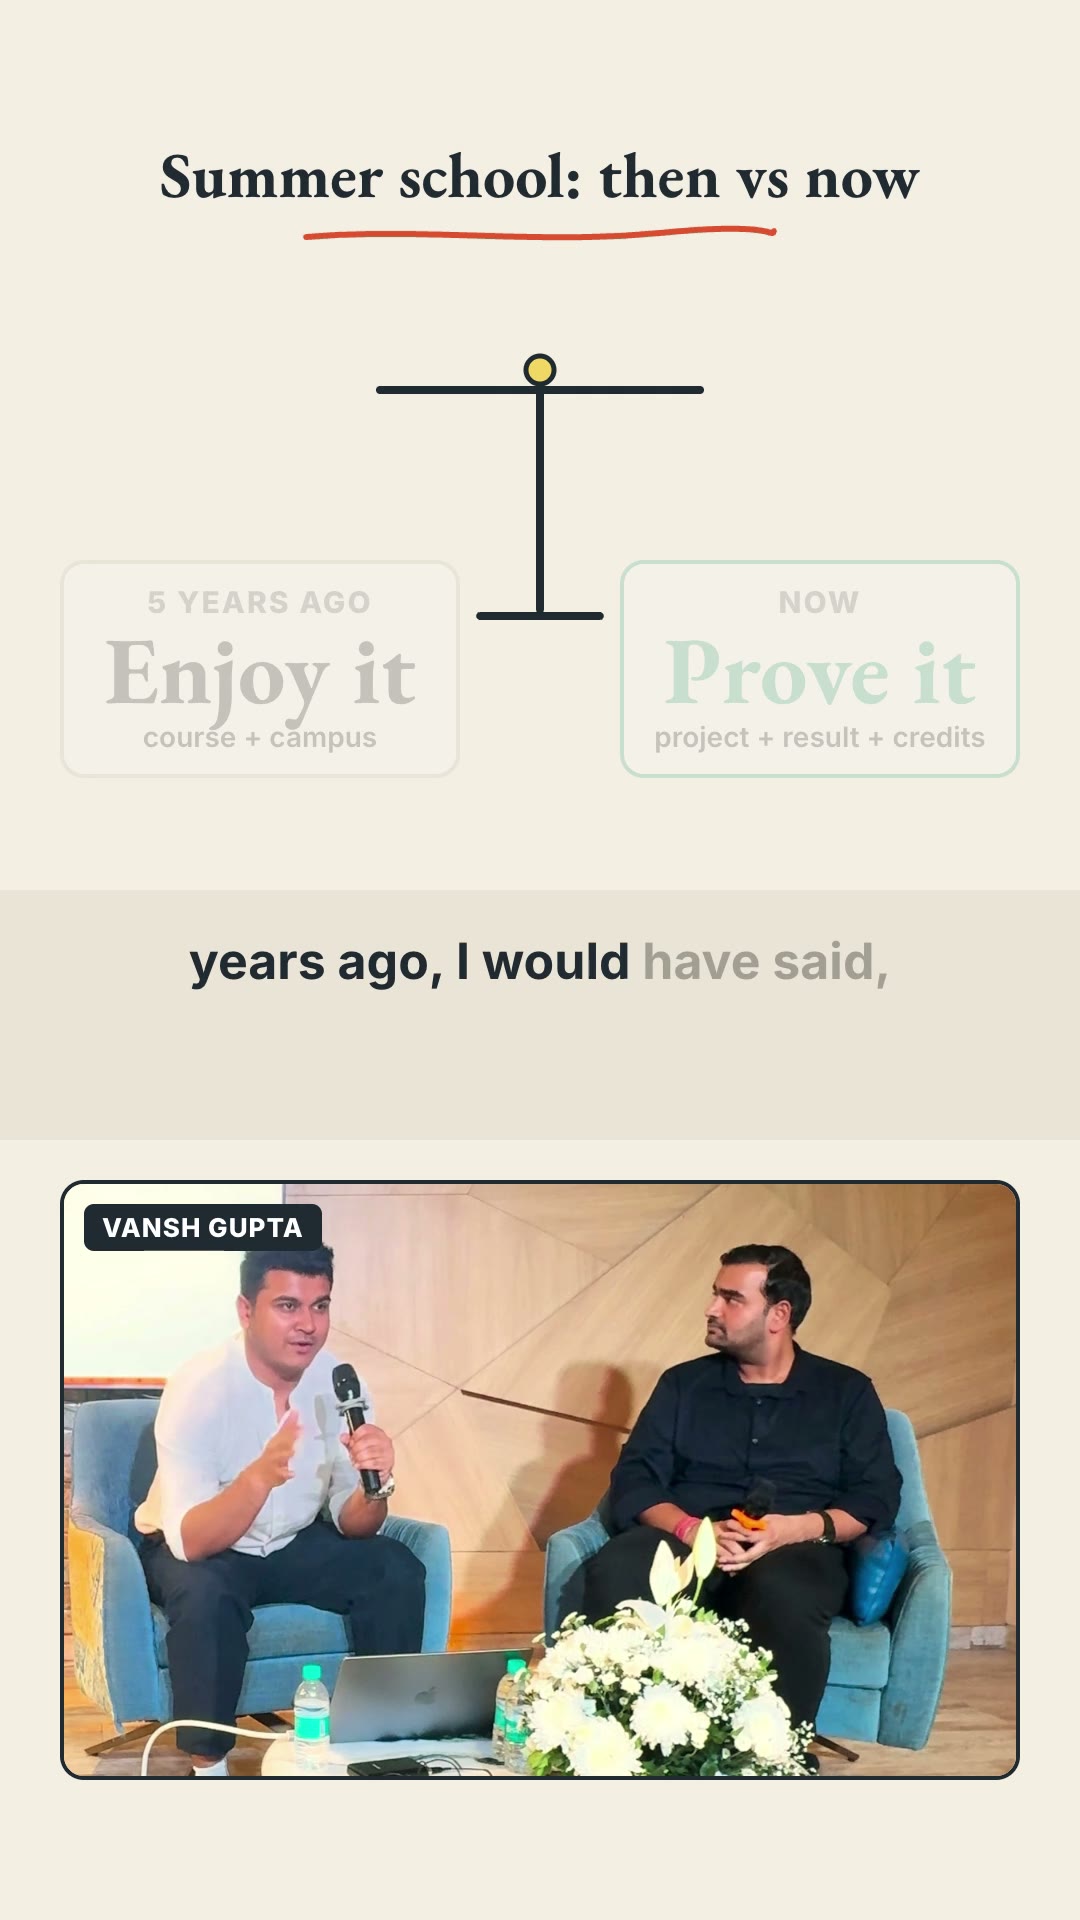 Summer school: then vs now
5 YEARS AGO
Enjoy it
course + campus
NOW
Prove it
project + result + credits
years ago, I would have said,
VANSH GUPTA